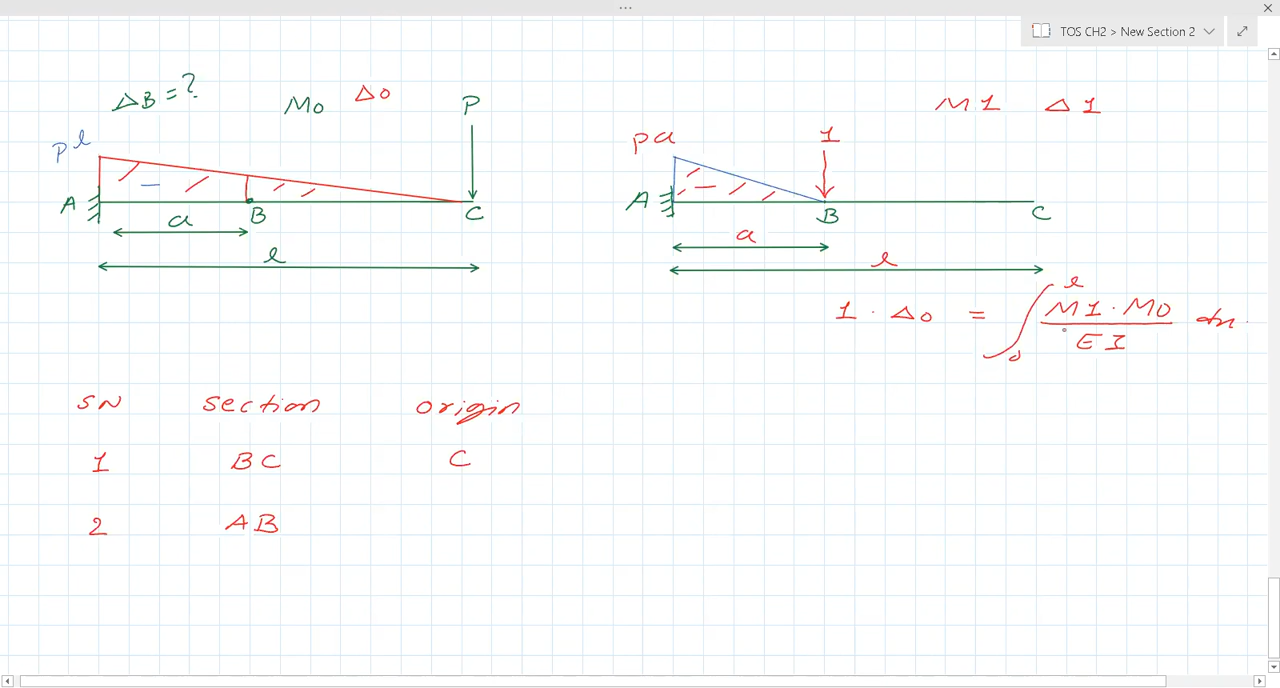 ...
TOS CH2 > New Section 2
ΔB = ?
M0 Δ0 P
Pl
A a B C
l
M1 Δ1
1
Pa
A B C
a
l
1 · Δ0 = ∫0^l M1 · M0 / EI dx.
SN section origin
1 BC C
2 AB